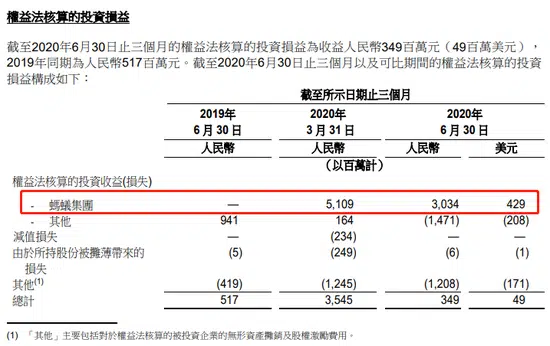 權益法核算的投資損益
截至2020年6月30日止三個月的權益法核算的投資損益為收益人民幣349百萬元（49百萬美元），
2019年同期為人民幣517百萬元。截至2020年6月30日止三個月以及可比期間的權益法核算的投資
損益構成如下：
截至所示日期止三個月
2019年 2020年 2020年
6月30日 3月31日 6月30日
人民幣 人民幣 人民幣 美元
（以百萬計）
權益法核算的投資收益(損失)
- 螞蟻集團 — 5,109 3,034 429
- 其他 941 164 (1,471) (208)
減值損失 — (234) — —
由於所持股份被攤薄帶來的 (5) (249) (6) (1)
損失
其他(1) (419) (1,245) (1,208) (171)
總計 517 3,545 349 49
(1) 「其他」主要包括對於權益法核算的被投資企業的無形資產攤銷及股權激勵費用。